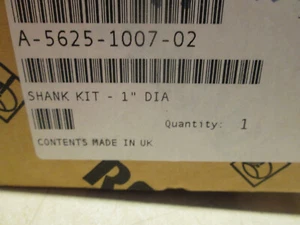 A-5625-1007-02
SHANK KIT - 1" DIA
Quantity: 1
CONTENTS MADE IN UK